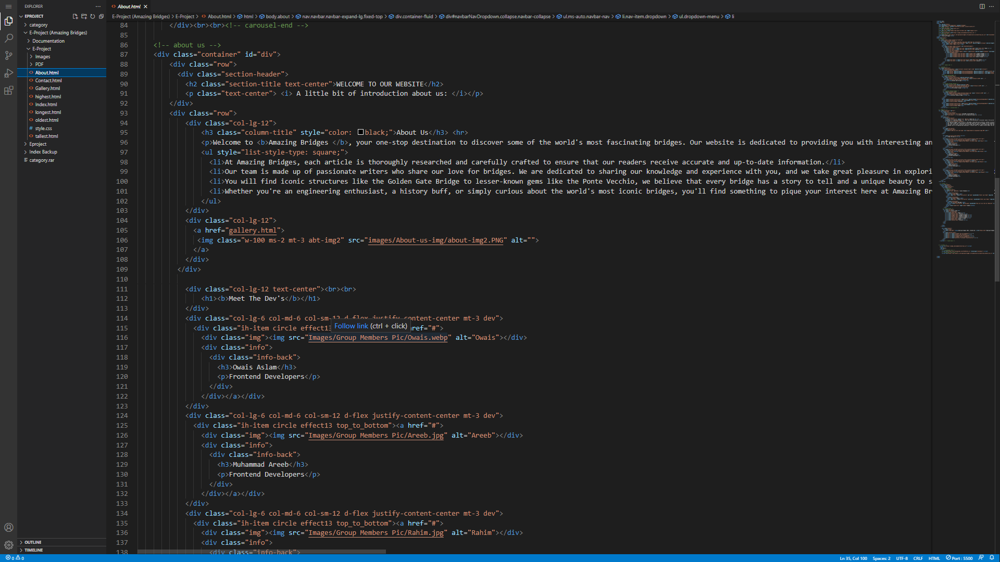 EXPLORER
EPROJECT
category
E-Project (Amazing Bridges)
Documentation
E-Project
Images
PDF
About.html
Contact.html
Gallery.html
highest.html
Index.html
longest.html
oldest.html
style.css
tallest.html
Eproject
Index Backup
category.rar
OUTLINE
TIMELINE
About.html
E-Project (Amazing Bridges) > E-Project > About.html > html > body.about > nav.navbar.navbar-expand-lg.fixed-top > div.container-fluid > div#navbarNavDropdown.collapse.navbar-collapse > ul.ms-auto.navbar-nav > li.nav-item.dropdown > ul.dropdown-menu > li
84 </div><br><br><!-- carousel-end -->
85
86 <!-- about us -->
87 <div class="container" id="div">
88 <div class="row">
89 <div class="section-header">
90 <h2 class="section-title text-center">WELCOME TO OUR WEBSITE</h2>
91 <p class="text-center"> <i> A little bit of introduction about us: </i></p>
92 </div>
93 <div class="row">
94 <div class="col-lg-12">
95 <h3 class="column-title" style="color: black;">About Us</h3> <hr>
96 <p>Welcome to <b>Amazing Bridges </b>, your one-stop destination to discover some of the world's most fascinating bridges. Our website is dedicated to providing you with interesting an
97 <ul style="list-style-type: square;">
98 <li>At Amazing Bridges, each article is thoroughly researched and carefully crafted to ensure that our readers receive accurate and up-to-date information.</li>
99 <li>Our team is made up of passionate writers who share our love for bridges. We are dedicated to sharing our knowledge and experience with you, and we take great pleasure in explori
100 <li>You will find iconic structures like the Golden Gate Bridge to lesser-known gems like the Ponte Vecchio, we believe that every bridge has a story to tell and a unique beauty to s
101 <li>Whether you're an engineering enthusiast, a history buff, or simply curious about the world's most iconic bridges, you'll find something to pique your interest here at Amazing Br
102 </ul>
103 </div>
104 <div class="col-lg-12">
105 <a href="gallery.html">
106 <img class="w-100 ms-2 mt-3 abt-img2" src="images/About-us-img/about-img2.PNG" alt="">
107 </a>
108 </div>
109 </div>
110
111 <div class="col-lg-12 text-center"><br><br>
112 <h1><b>Meet The Dev's</b></h1>
113 </div>
114 <div class="col-lg-6 col-md-6 col-sm-12 d-flex justify-content-center mt-3 dev">
Follow link (ctrl + click)
115 <div class="ih-item circle effect13 href="#">
116 <div class="img"><img src="Images/Group Members Pic/Owais.webp" alt="Owais"></div>
117 <div class="info">
118 <div class="info-back">
119 <h3>Owais Aslam</h3>
120 <p>Frontend Developers</p>
121 </div>
122 </div></a></div>
123 </div>
124 <div class="col-lg-6 col-md-6 col-sm-12 d-flex justify-content-center mt-3 dev">
125 <div class="ih-item circle effect13 top_to_bottom"><a href="#">
126 <div class="img"><img src="Images/Group Members Pic/Areeb.jpg" alt="Areeb"></div>
127 <div class="info">
128 <div class="info-back">
129 <h3>Muhammad Areeb</h3>
130 <p>Frontend Developers</p>
131 </div>
132 </div></a></div>
133 </div>
134 <div class="col-lg-6 col-md-6 col-sm-12 d-flex justify-content-center mt-3 dev">
135 <div class="ih-item circle effect13 top_to_bottom"><a href="#">
136 <div class="img"><img src="Images/Group Members Pic/Rahim.jpg" alt="Rahim"></div>
137 <div class="info">
138 <div class="info-back">
0 0
Ln 35, Col 100 Spaces: 2 UTF-8 CRLF HTML Port : 5500